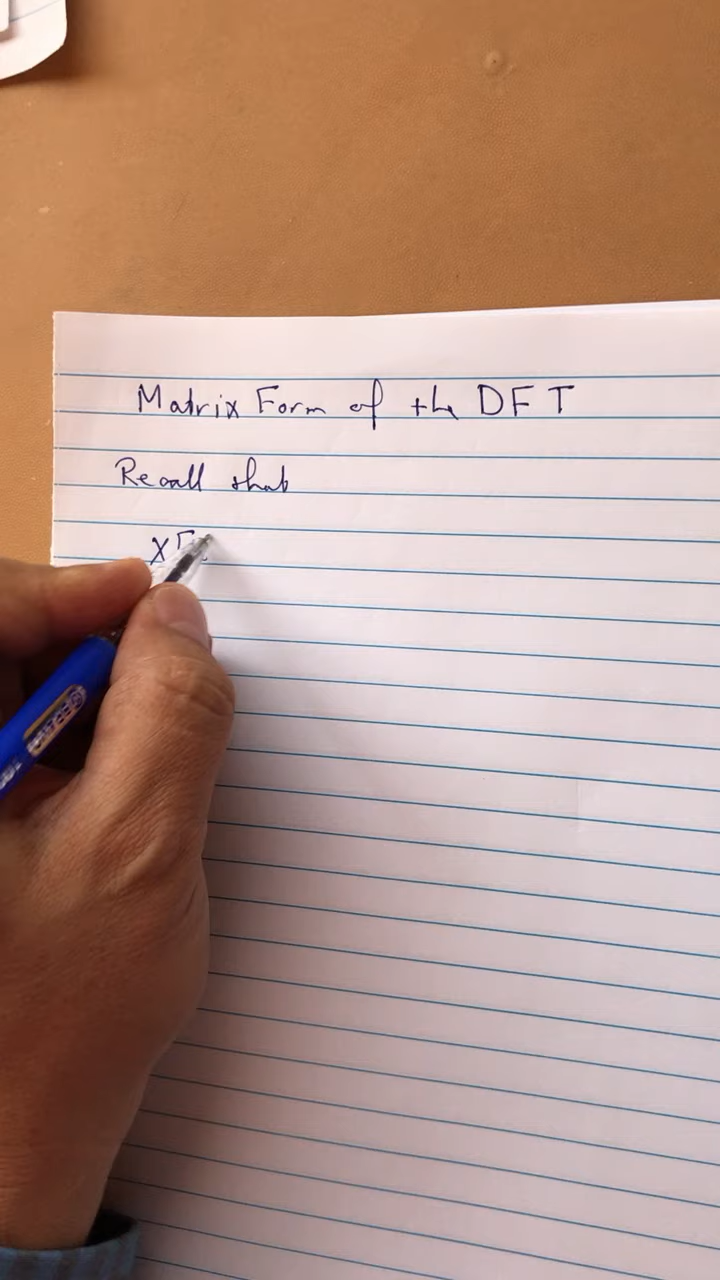 Matrix Form of the DFT
Recall that
X[